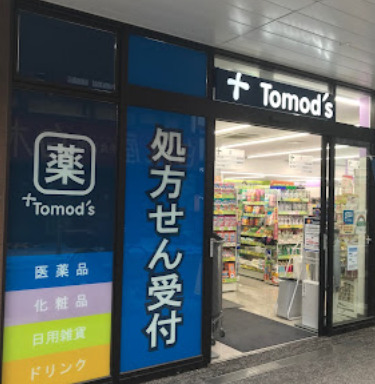 薬
+Tomod's
医薬品
化粧品
日用雑貨
ドリンク
処方せん受付
+ Tomod's